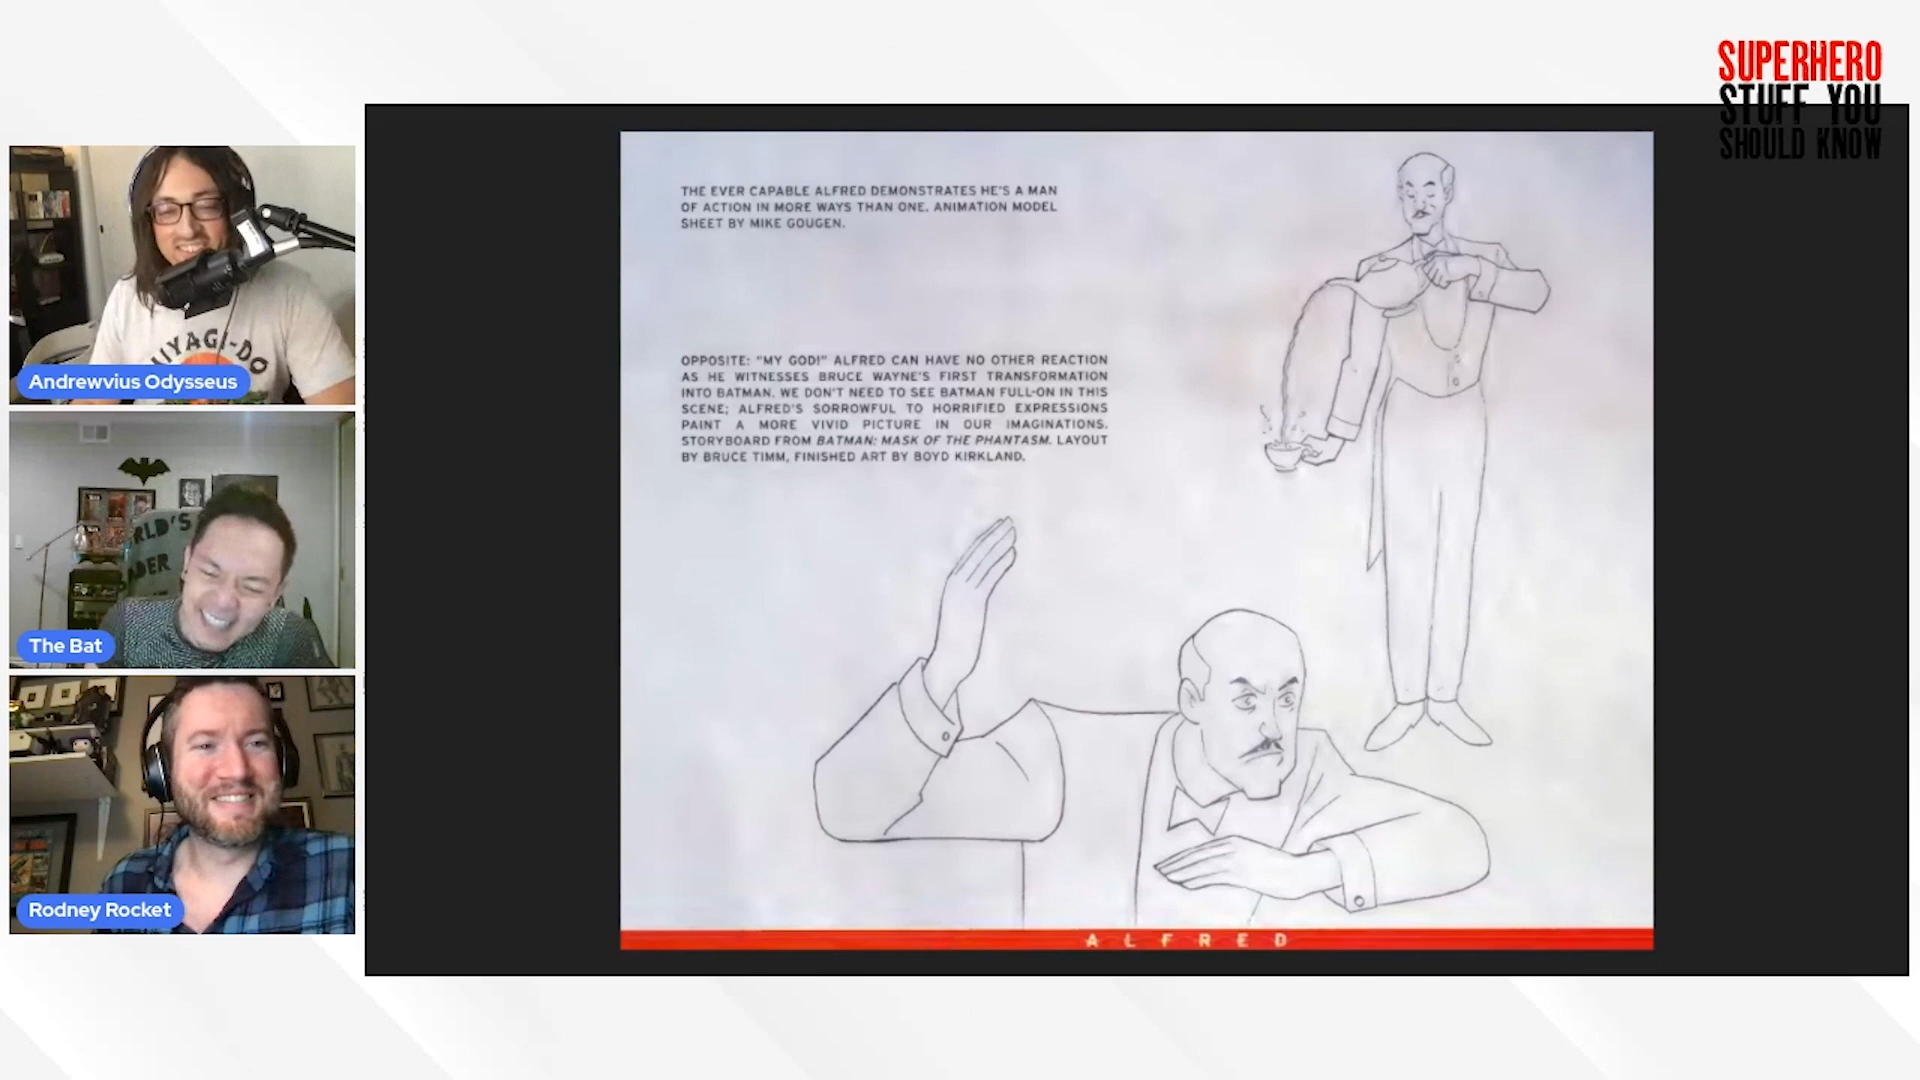 SUPERHERO
STUFF YOU
SHOULD KNOW
THE EVER CAPABLE ALFRED DEMONSTRATES HE'S A MAN
OF ACTION IN MORE WAYS THAN ONE. ANIMATION MODEL
SHEET BY MIKE GOUGEN.
OPPOSITE: "MY GOD!" ALFRED CAN HAVE NO OTHER REACTION
AS HE WITNESSES BRUCE WAYNE'S FIRST TRANSFORMATION
INTO BATMAN. WE DON'T NEED TO SEE BATMAN FULL-ON IN THIS
SCENE; ALFRED'S SORROWFUL TO HORRIFIED EXPRESSIONS
PAINT A MORE VIVID PICTURE IN OUR IMAGINATIONS.
STORYBOARD FROM BATMAN: MASK OF THE PHANTASM. LAYOUT
BY BRUCE TIMM, FINISHED ART BY BOYD KIRKLAND.
ALFRED
Andrewvius Odysseus
The Bat
Rodney Rocket